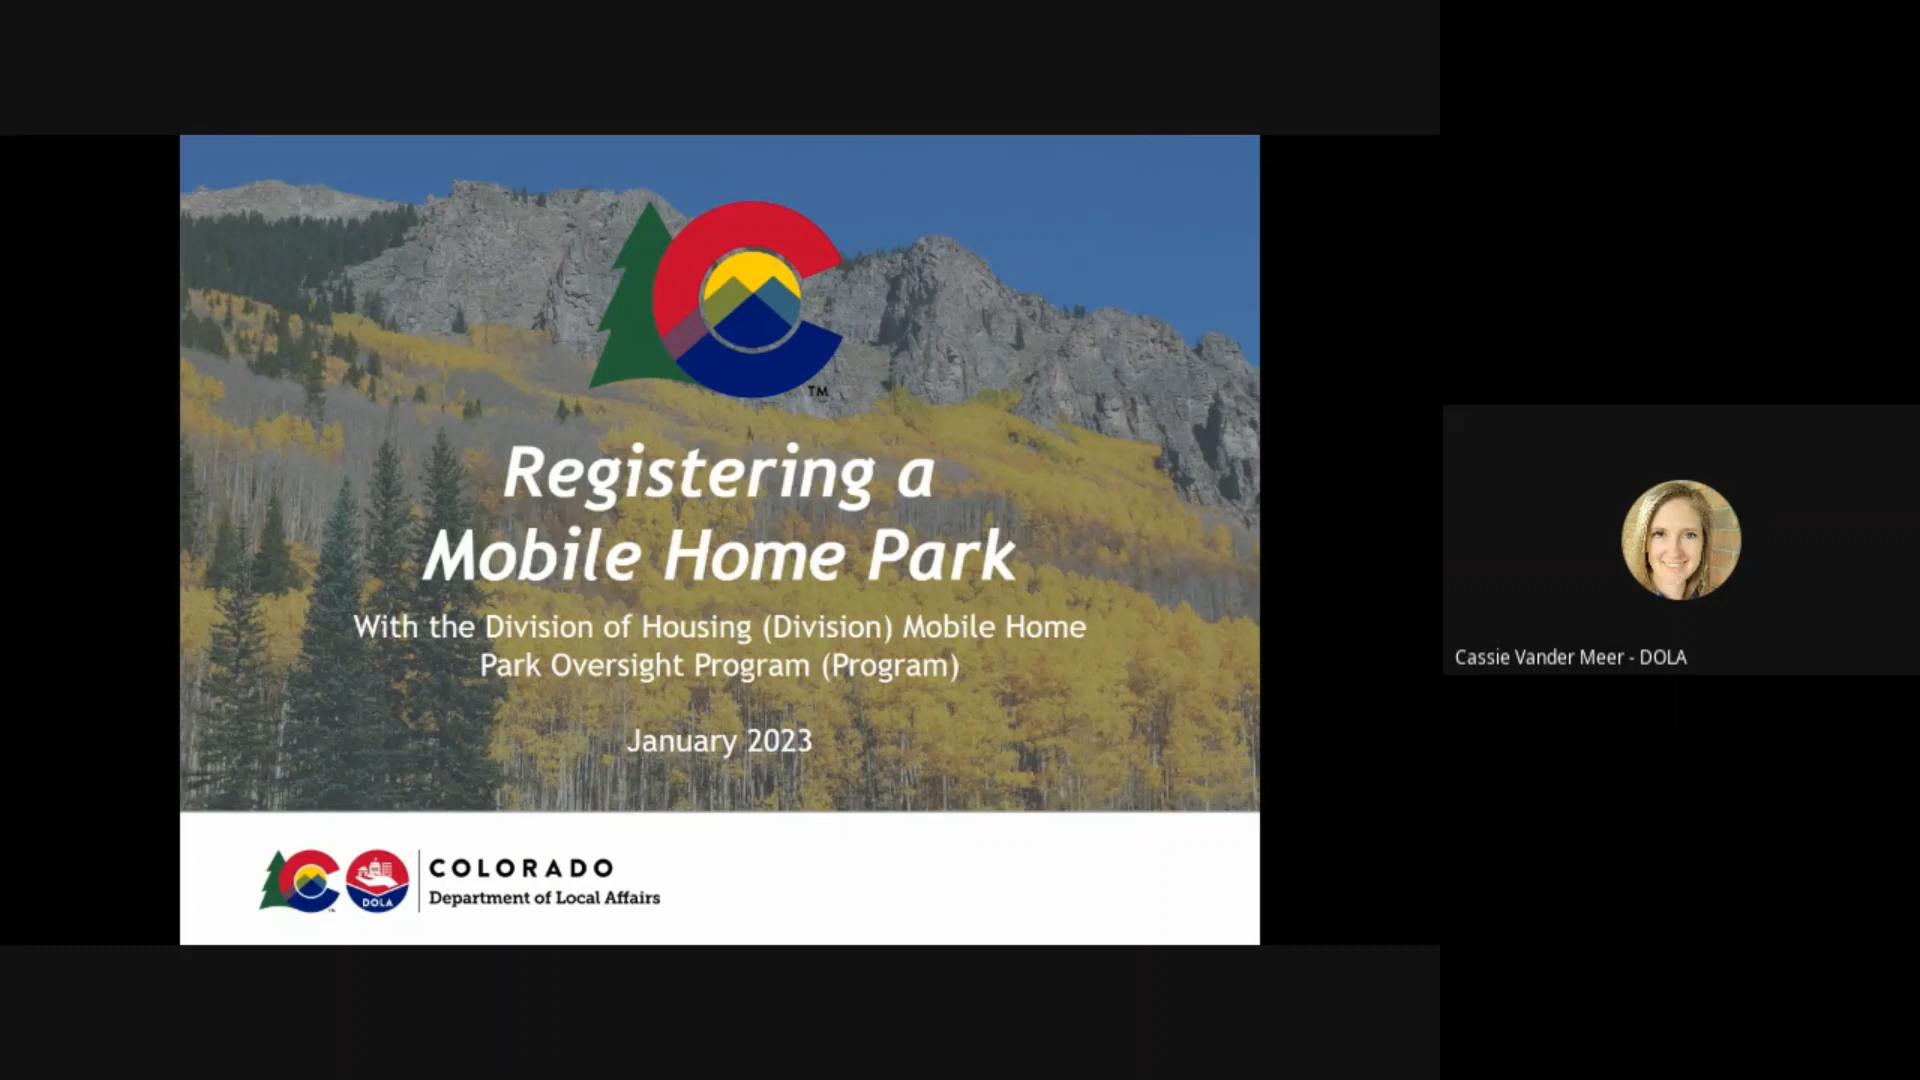 TM
Registering a
Mobile Home Park
With the Division of Housing (Division) Mobile Home
Park Oversight Program (Program)
January 2023
DOLA
COLORADO
Department of Local Affairs
Cassie Vander Meer - DOLA